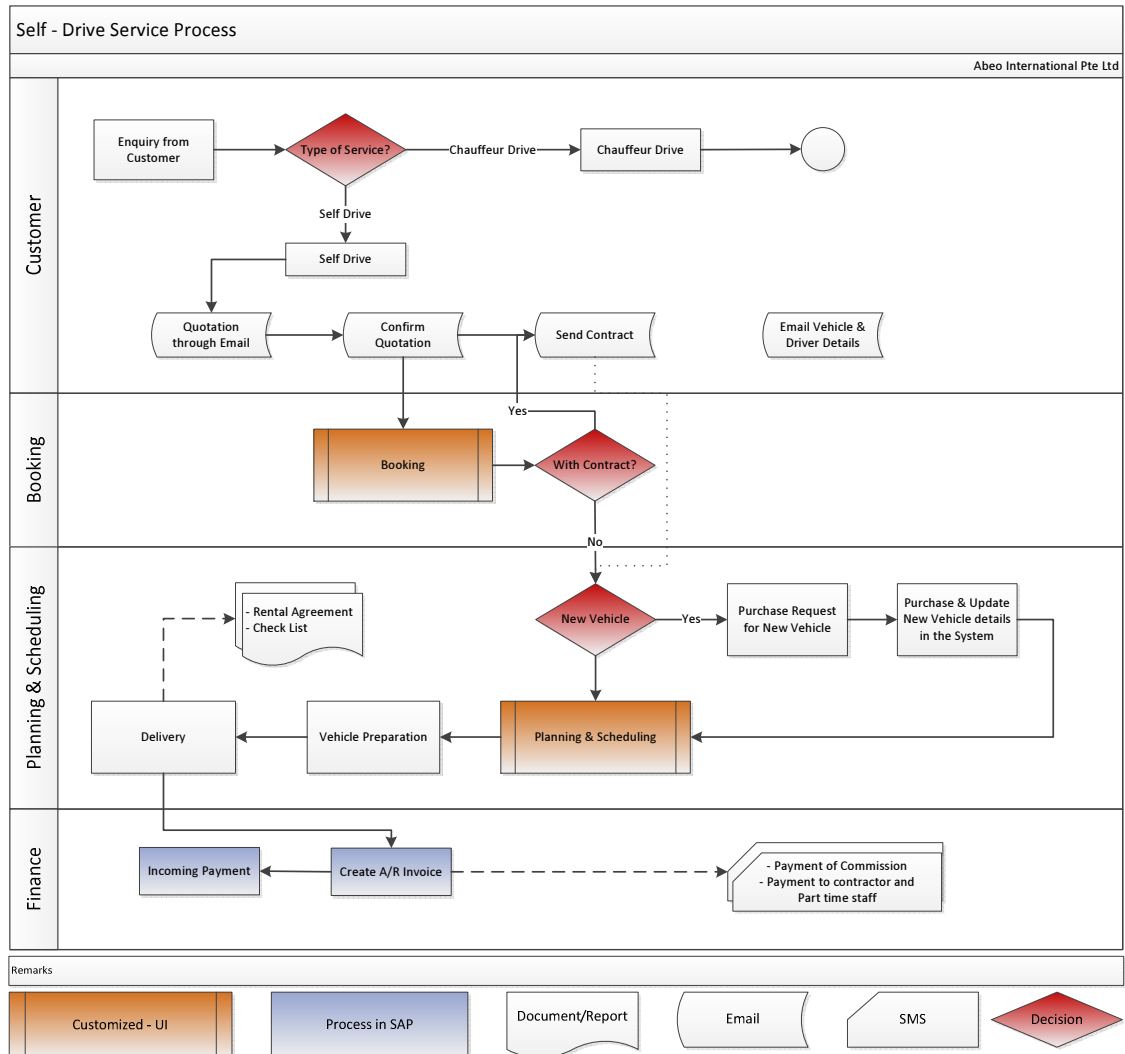 Self - Drive Service Process
Abeo International Pte Ltd
Customer
Enquiry from
Customer
Type of Service?
Chauffeur Drive
Chauffeur Drive
Self Drive
Self Drive
Quotation
through Email
Confirm
Quotation
Send Contract
Email Vehicle &
Driver Details
Booking
Yes
Booking
With Contract?
No
Planning & Scheduling
- Rental Agreement
- Check List
New Vehicle
Yes
Purchase Request
for New Vehicle
Purchase & Update
New Vehicle details
in the System
Delivery
Vehicle Preparation
Planning & Scheduling
Finance
Incoming Payment
Create A/R Invoice
- Payment of Commission
- Payment to contractor and
Part time staff
Remarks
Customized - UI
Process in SAP
Document/Report
Email
SMS
Decision